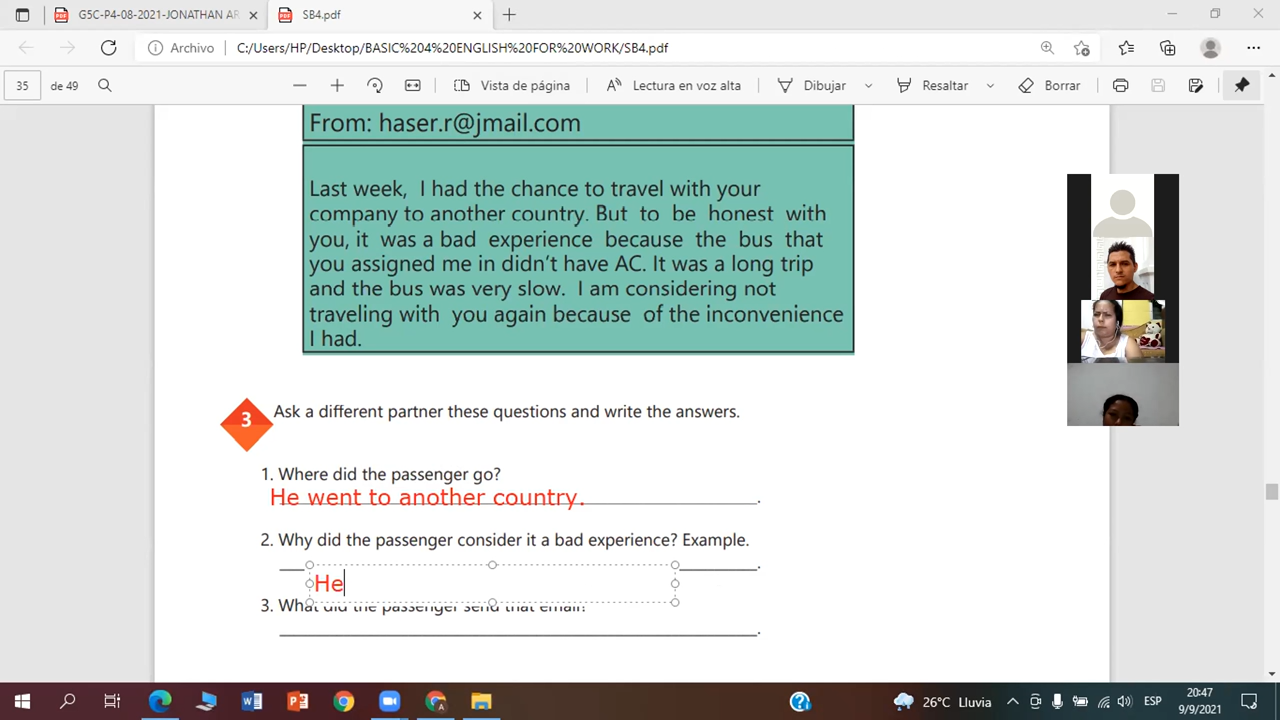 G5C-P4-08-2021-JONATHAN AR
SB4.pdf
Archivo
C:/Users/HP/Desktop/BASIC%204%20ENGLISH%20FOR%20WORK/SB4.pdf
35
de 49
Vista de página
Lectura en voz alta
Dibujar
Resaltar
Borrar
From: haser.r@jmail.com
Last week, I had the chance to travel with your
company to another country. But to be honest with
you, it was a bad experience because the bus that
you assigned me in didn't have AC. It was a long trip
and the bus was very slow. I am considering not
traveling with you again because of the inconvenience
I had.
3
Ask a different partner these questions and write the answers.
1. Where did the passenger go?
He went to another country.
2. Why did the passenger consider it a bad experience? Example.
He
3. What did the passenger send that email?
26°C Lluvia
ESP
20:47
9/9/2021